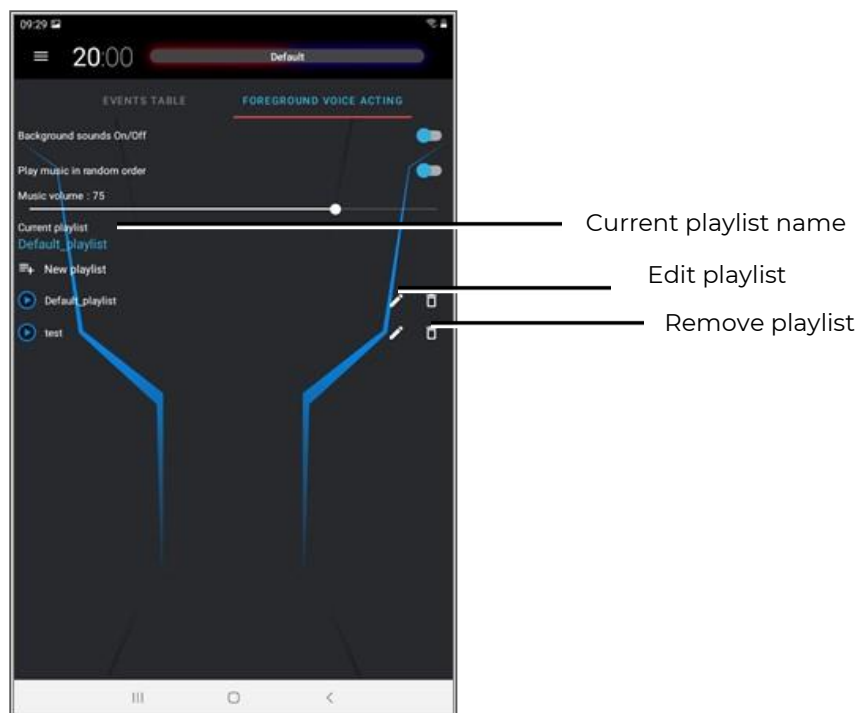 09:29
20:00 Default
EVENTS TABLE FOREGROUND VOICE ACTING
Background sounds On/Off
Play music in random order
Music volume : 75
Current playlist
Default_playlist
New playlist
Default_playlist
test
Current playlist name
Edit playlist
Remove playlist